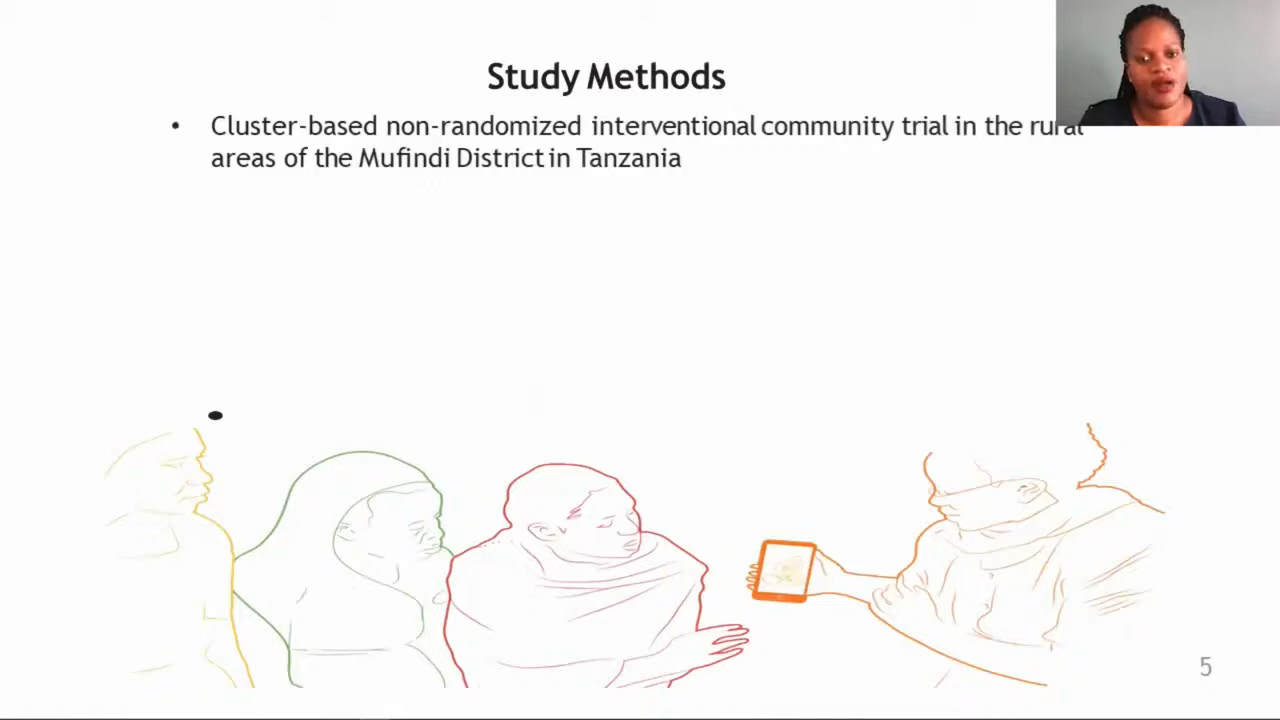 Study Methods
• Cluster-based non-randomized interventional community trial in the rural
areas of the Mufindi District in Tanzania
5